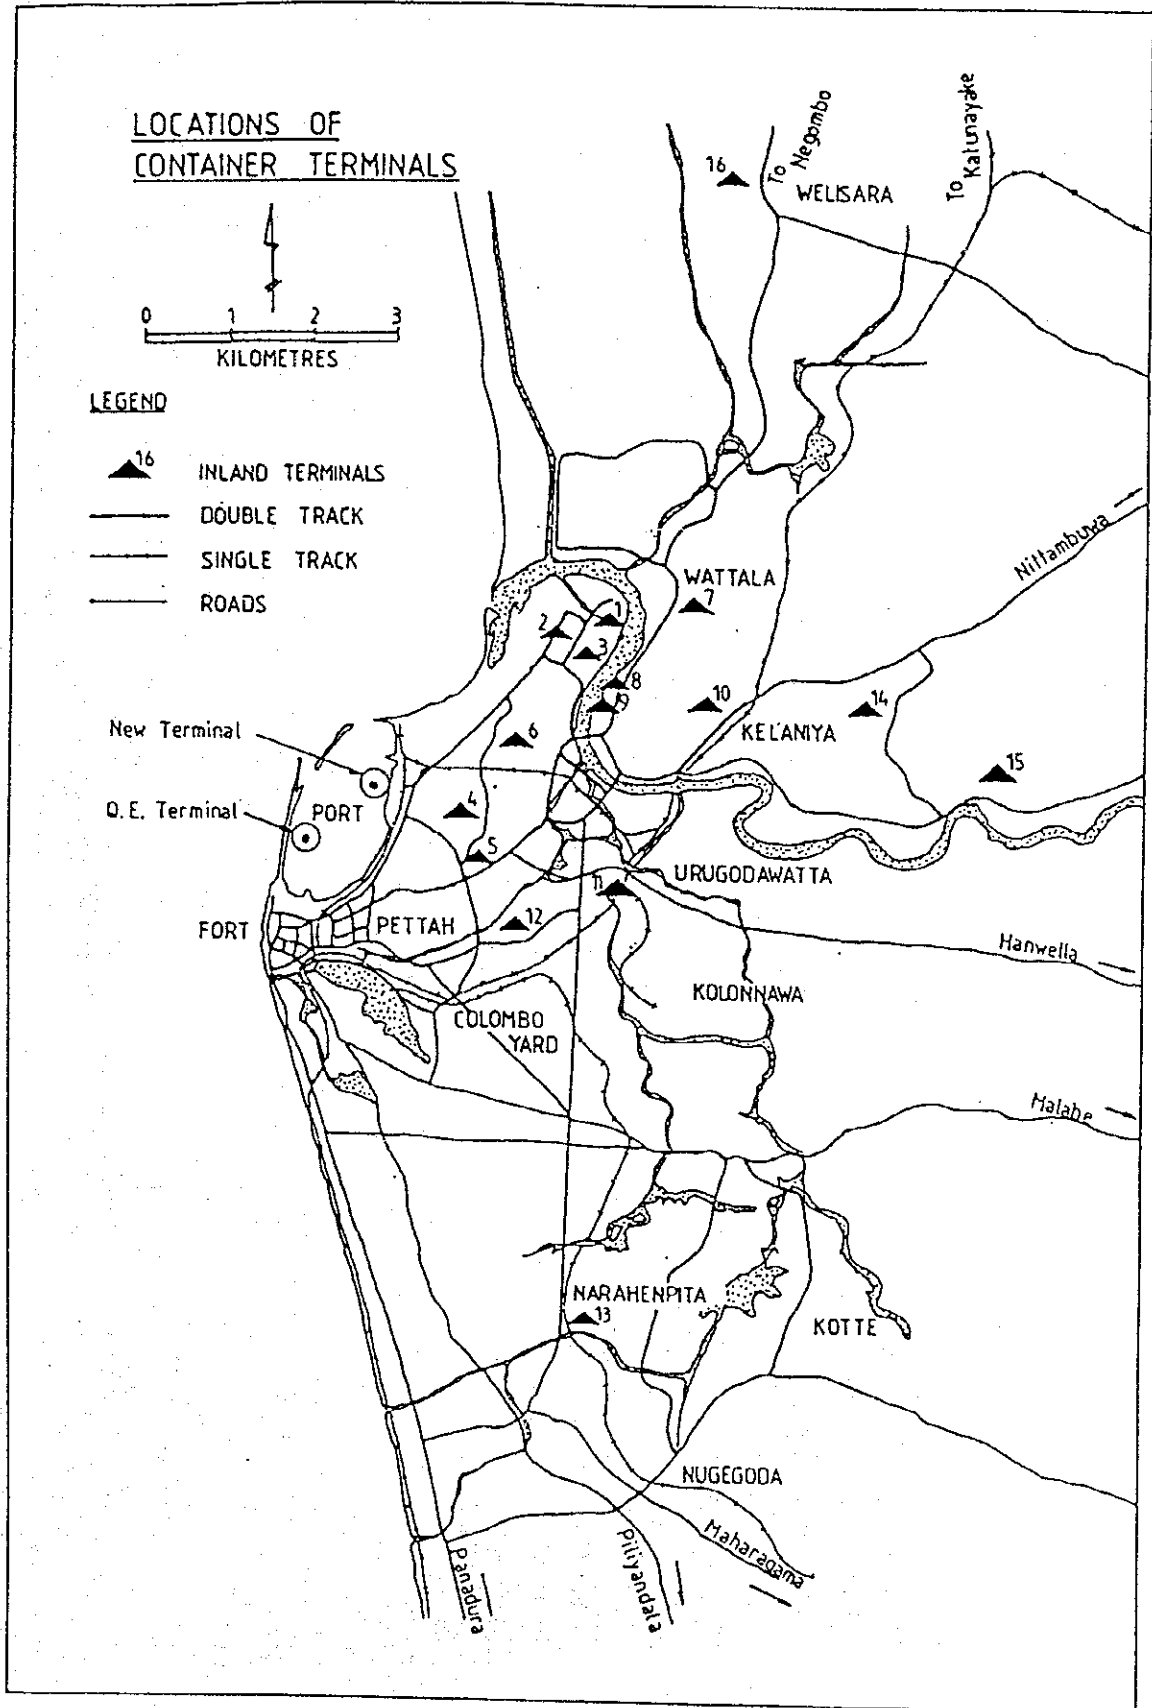 LOCATIONS OF
CONTAINER TERMINALS
0 1 2 3
KILOMETRES
LEGEND
16 INLAND TERMINALS
DOUBLE TRACK
SINGLE TRACK
ROADS
16
To Negombo
WELISARA
To Katunayake
Nittambuwa
WATTALA
7
1
2
3
8
9
10
14
KELANIYA
15
6
New Terminal
Q.E. Terminal
PORT
4
5
11
URUGODAWATTA
FORT
PETTAH
12
Hanwella
KOLONNAWA
COLOMBO
YARD
Malabe
NARAHENPITA
13
KOTTE
NUGEGODA
Maharagama
Piliyandala
Panadura